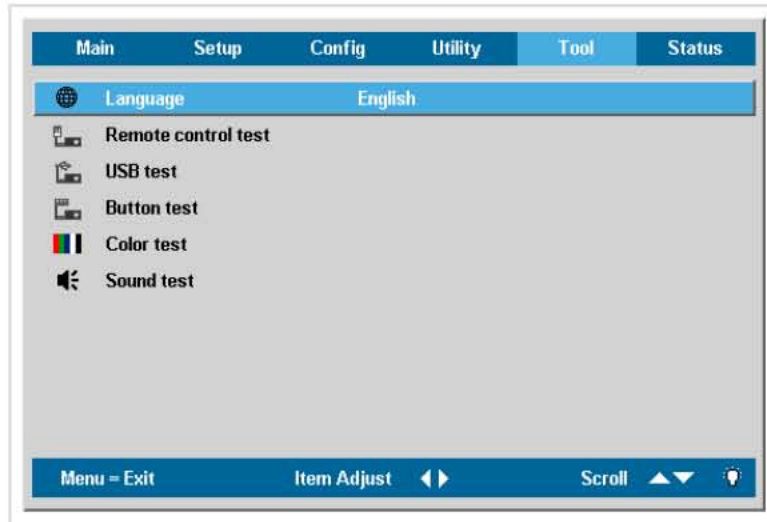 Main Setup Config Utility Tool Status
Language English
Remote control test
USB test
Button test
Color test
Sound test
Menu = Exit Item Adjust Scroll